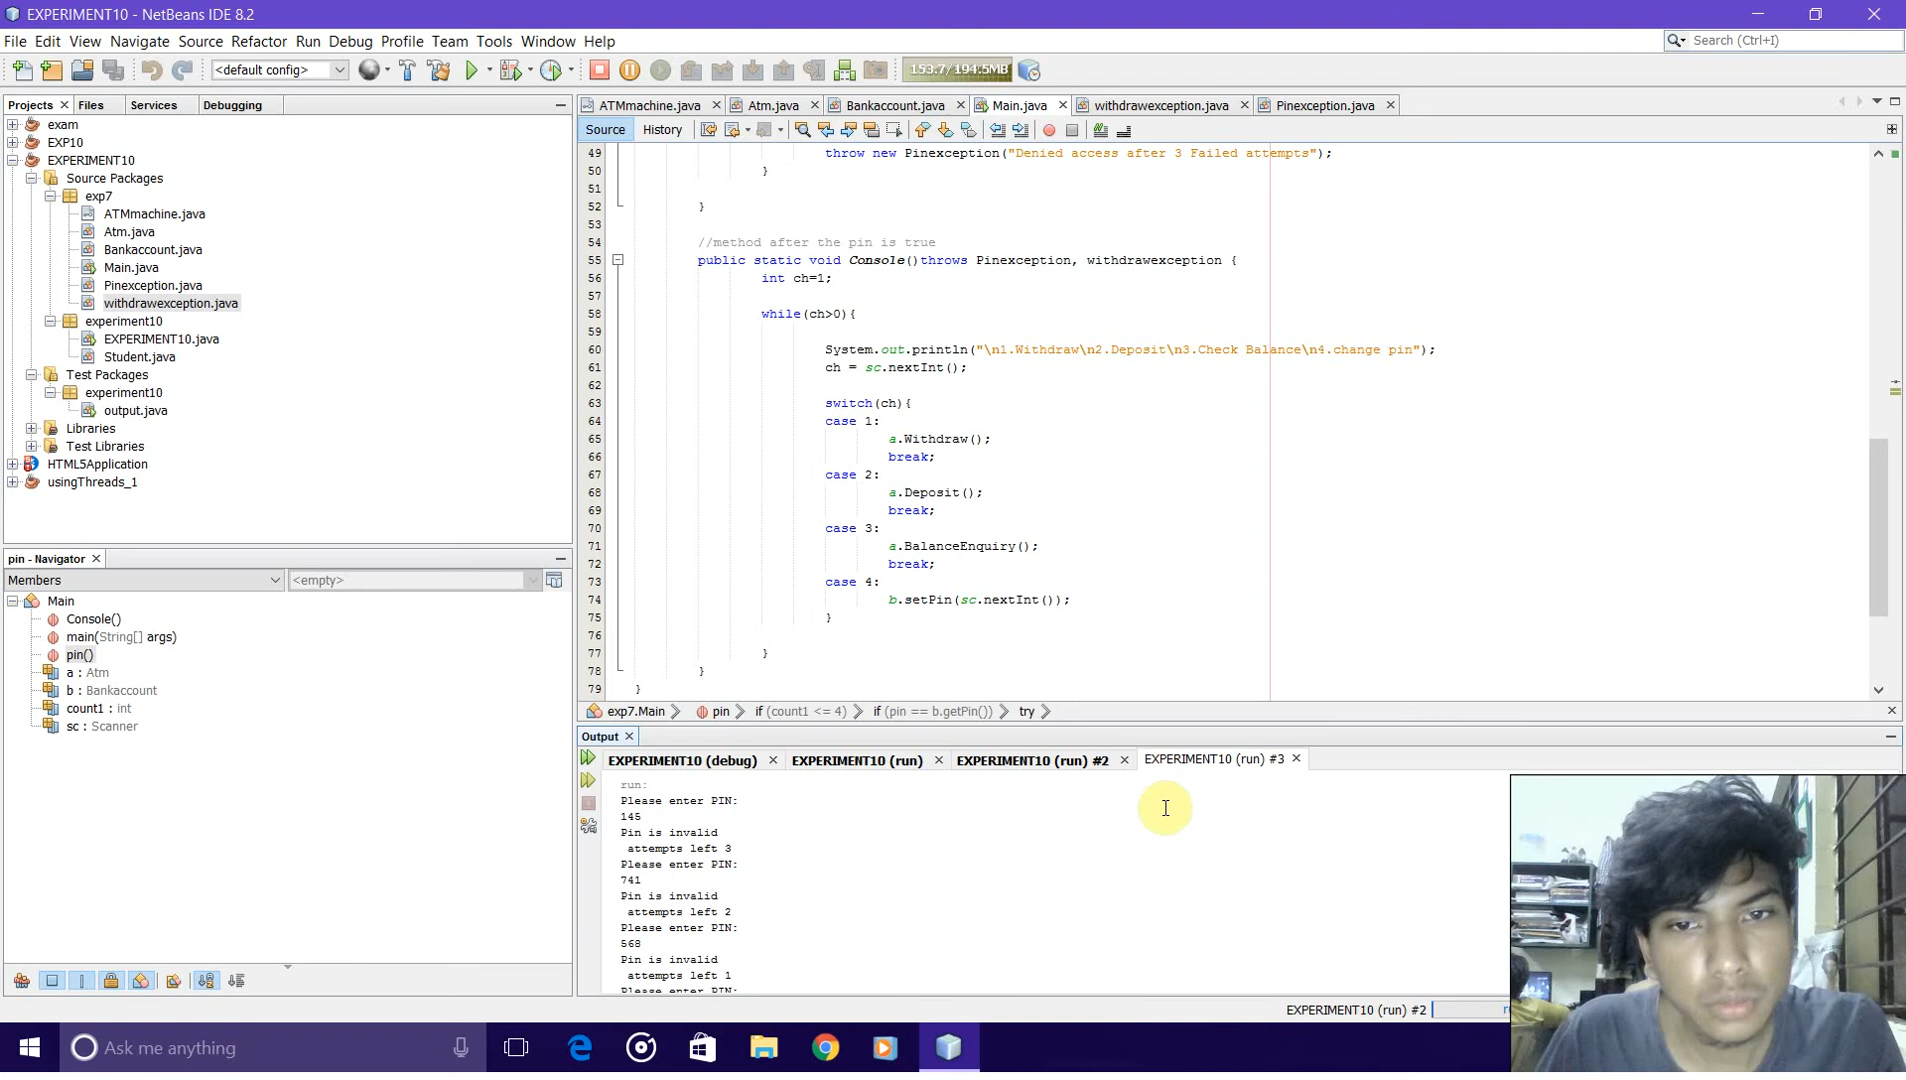 EXPERIMENT10 - NetBeans IDE 8.2
File Edit View Navigate Source Refactor Run Debug Profile Team Tools Window Help
Search (Ctrl+I)
<default config>
153.7/194.5MB
Projects Files Services Debugging
ATMmachine.java Atm.java Bankaccount.java Main.java withdrawexception.java Pinexception.java
Source History
exam
EXP10
EXPERIMENT10
Source Packages
exp7
ATMmachine.java
Atm.java
Bankaccount.java
Main.java
Pinexception.java
withdrawexception.java
experiment10
EXPERIMENT10.java
Student.java
Test Packages
experiment10
output.java
Libraries
Test Libraries
HTML5Application
usingThreads_1
49 throw new Pinexception("Denied access after 3 Failed attempts");
50 }
51
52 }
53
54 //method after the pin is true
55 public static void Console()throws Pinexception, withdrawexception {
56 int ch=1;
57
58 while(ch>0){
59
60 System.out.println("\n1.Withdraw\n2.Deposit\n3.Check Balance\n4.change pin");
61 ch = sc.nextInt();
62
63 switch(ch){
64 case 1:
65 a.Withdraw();
66 break;
67 case 2:
68 a.Deposit();
69 break;
70 case 3:
71 a.BalanceEnquiry();
72 break;
73 case 4:
74 b.setPin(sc.nextInt());
75 }
76
77 }
78 }
79 }
pin - Navigator
Members <empty>
Main
Console()
main(String[] args)
pin()
a : Atm
b : Bankaccount
count1 : int
sc : Scanner
exp7.Main pin if (count1 <= 4) if (pin == b.getPin()) try
Output
EXPERIMENT10 (debug) EXPERIMENT10 (run) EXPERIMENT10 (run) #2 EXPERIMENT10 (run) #3
run:
Please enter PIN:
145
Pin is invalid
attempts left 3
Please enter PIN:
741
Pin is invalid
attempts left 2
Please enter PIN:
568
Pin is invalid
attempts left 1
Please enter PIN:
EXPERIMENT10 (run) #2
Ask me anything